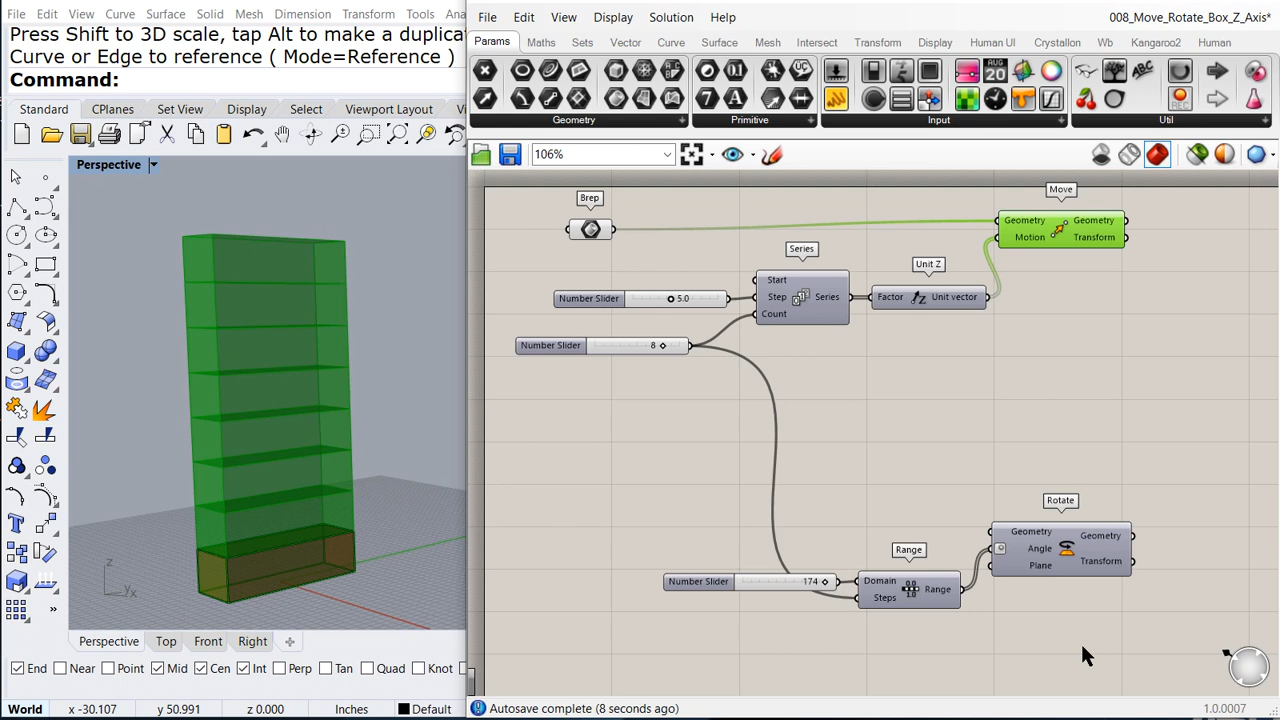 File Edit View Curve Surface Solid Mesh Dimension Transform Tools Ana
Press Shift to 3D scale, tap Alt to make a duplicat
Curve or Edge to reference ( Mode=Reference )
Command:
Standard CPlanes Set View Display Select Viewport Layout Vi
Perspective
z
x
y
Perspective Top Front Right
End Near Point Mid Cen Int Perp Tan Quad Knot
World x -30.107 y 50.991 z 0.000 Inches Default
File Edit View Display Solution Help 008_Move_Rotate_Box_Z_Axis*
Params Maths Sets Vector Curve Surface Mesh Intersect Transform Display Human UI Crystallon Wb Kangaroo2 Human
Geometry Primitive Input Util
106%
Brep
Move
Geometry Geometry
Motion Transform
Series
Start
Step Series
Count
Unit Z
Factor Unit vector
Number Slider 5.0
Number Slider 8
Rotate
Geometry Geometry
Angle
Plane Transform
Range
Domain Range
Steps
Number Slider 174
Autosave complete (8 seconds ago) 1.0.0007